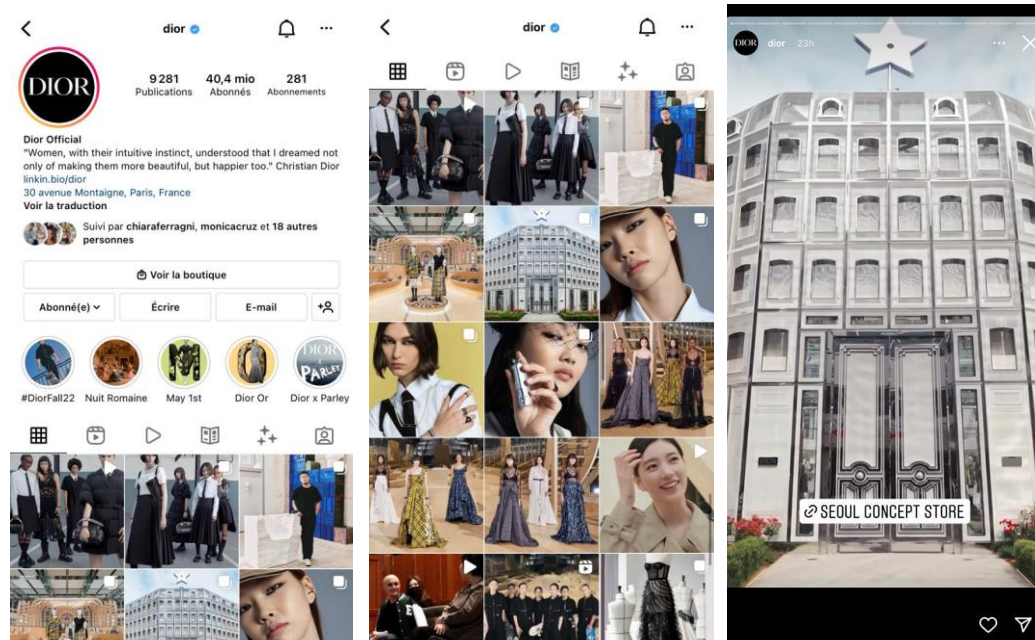 dior
DIOR
9 281
Publications
40,4 mio
Abonnés
281
Abonnements
Dior Official
"Women, with their intuitive instinct, understood that I dreamed not
only of making them more beautiful, but happier too." Christian Dior
linkin.bio/dior
30 avenue Montaigne, Paris, France
Voir la traduction
Suivi par chiaraferragni, monicacruz et 18 autres
personnes
Voir la boutique
Abonné(e)
Écrire
E-mail
#DiorFall22
Nuit Romaine
May 1st
Dior Or
DIOR
PARLEY
Dior x Parley
dior
DIOR
dior 23h
SEOUL CONCEPT STORE